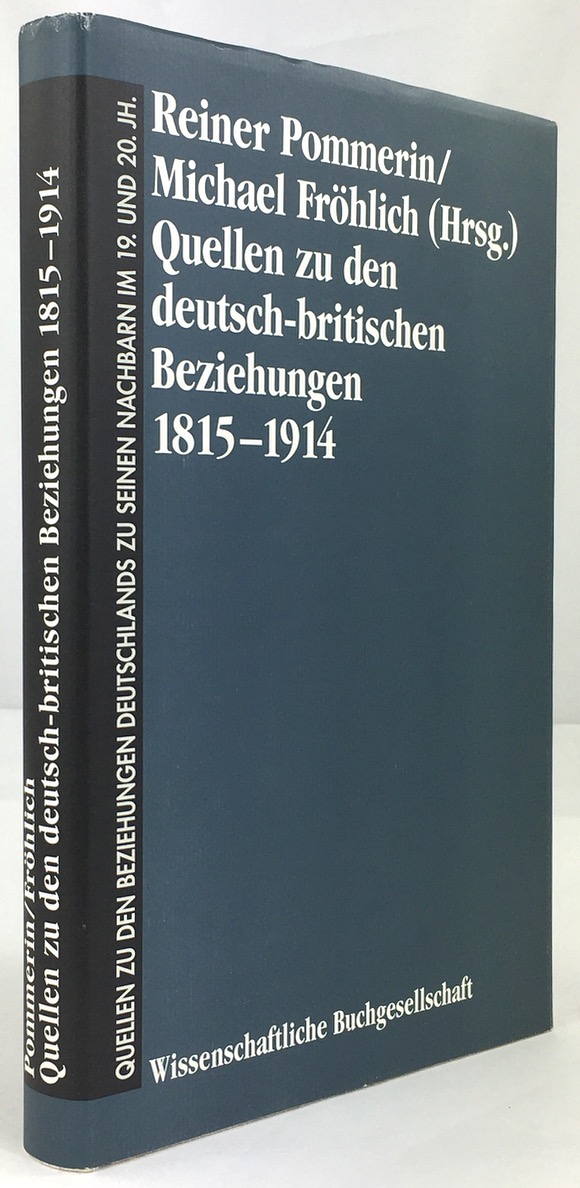 Reiner Pommerin/
Michael Fröhlich (Hrsg.)
Quellen zu den
deutsch-britischen
Beziehungen
1815–1914
Wissenschaftliche Buchgesellschaft
QUELLEN ZU DEN BEZIEHUNGEN DEUTSCHLANDS ZU SEINEN NACHBARN IM 19. UND 20. JH.
Pommerin/Fröhlich
Quellen zu den deutsch-britischen Beziehungen 1815–1914